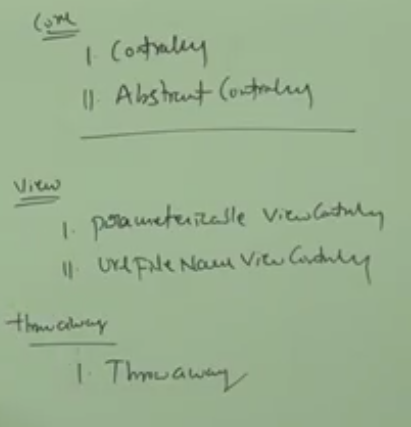 Core
I. Controller
II. Abstract Controller
View
I. parameterizable ViewController
II. UrlFileName ViewController
throwaway
I. Throwaway